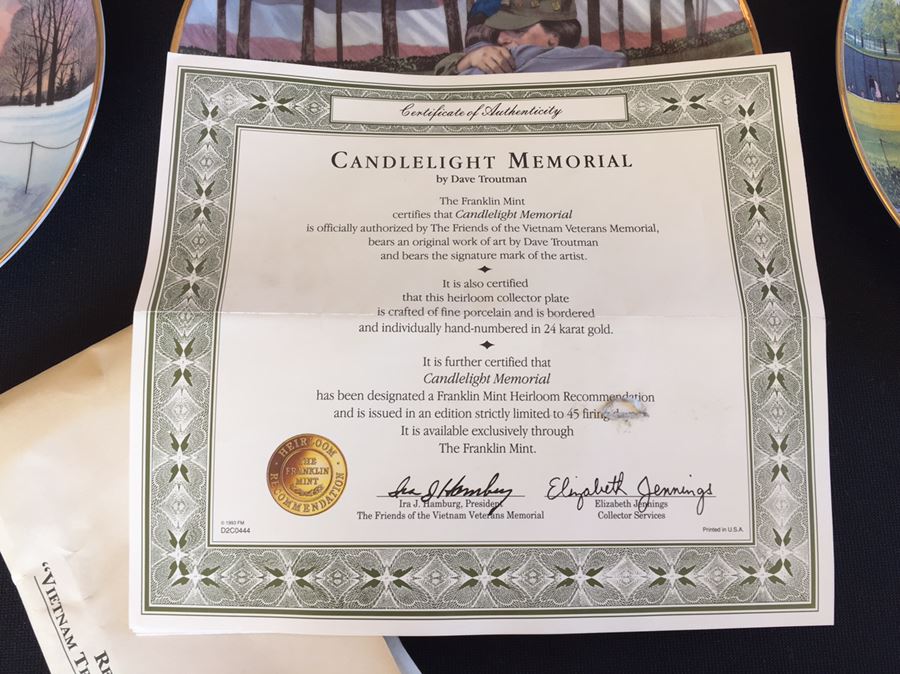 Certificate of Authenticity
CANDLELIGHT MEMORIAL
by Dave Troutman
The Franklin Mint
certifies that Candlelight Memorial
is officially authorized by The Friends of the Vietnam Veterans Memorial,
bears an original work of art by Dave Troutman
and bears the signature mark of the artist.
It is also certified
that this heirloom collector plate
is crafted of fine porcelain and is bordered
and individually hand-numbered in 24 karat gold.
It is further certified that
Candlelight Memorial
has been designated a Franklin Mint Heirloom Recommendation
and is issued in an edition strictly limited to 45 firing
It is available exclusively through
The Franklin Mint.
HEIRLOOM
THE
FRANKLIN
MINT
RECOMMENDATION
Ira J Hamburg Elizabeth Jennings
Ira J. Hamburg, President Elizabeth Jennings
The Friends of the Vietnam Veterans Memorial Collector Services
© 1993 FM
D2C0444 Printed in U.S.A.
"VIETNAM